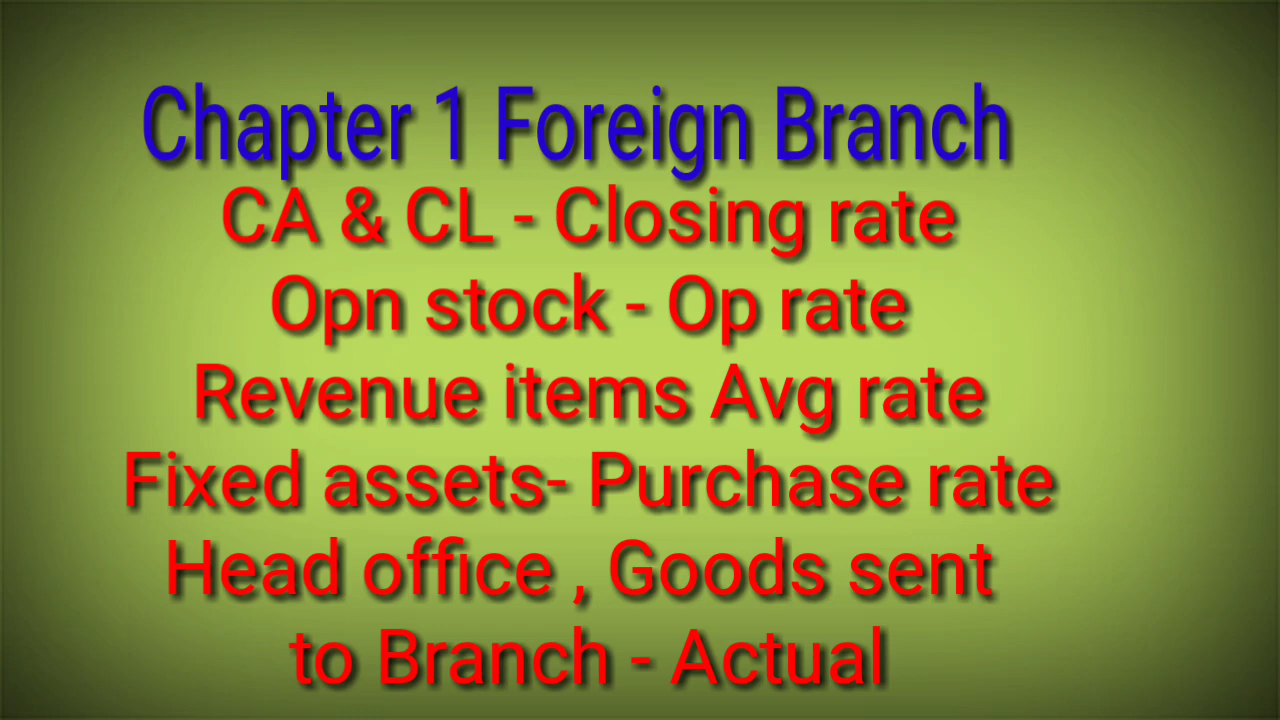 Chapter 1 Foreign Branch
CA & CL - Closing rate
Opn stock - Op rate
Revenue items Avg rate
Fixed assets- Purchase rate
Head office , Goods sent
to Branch - Actual